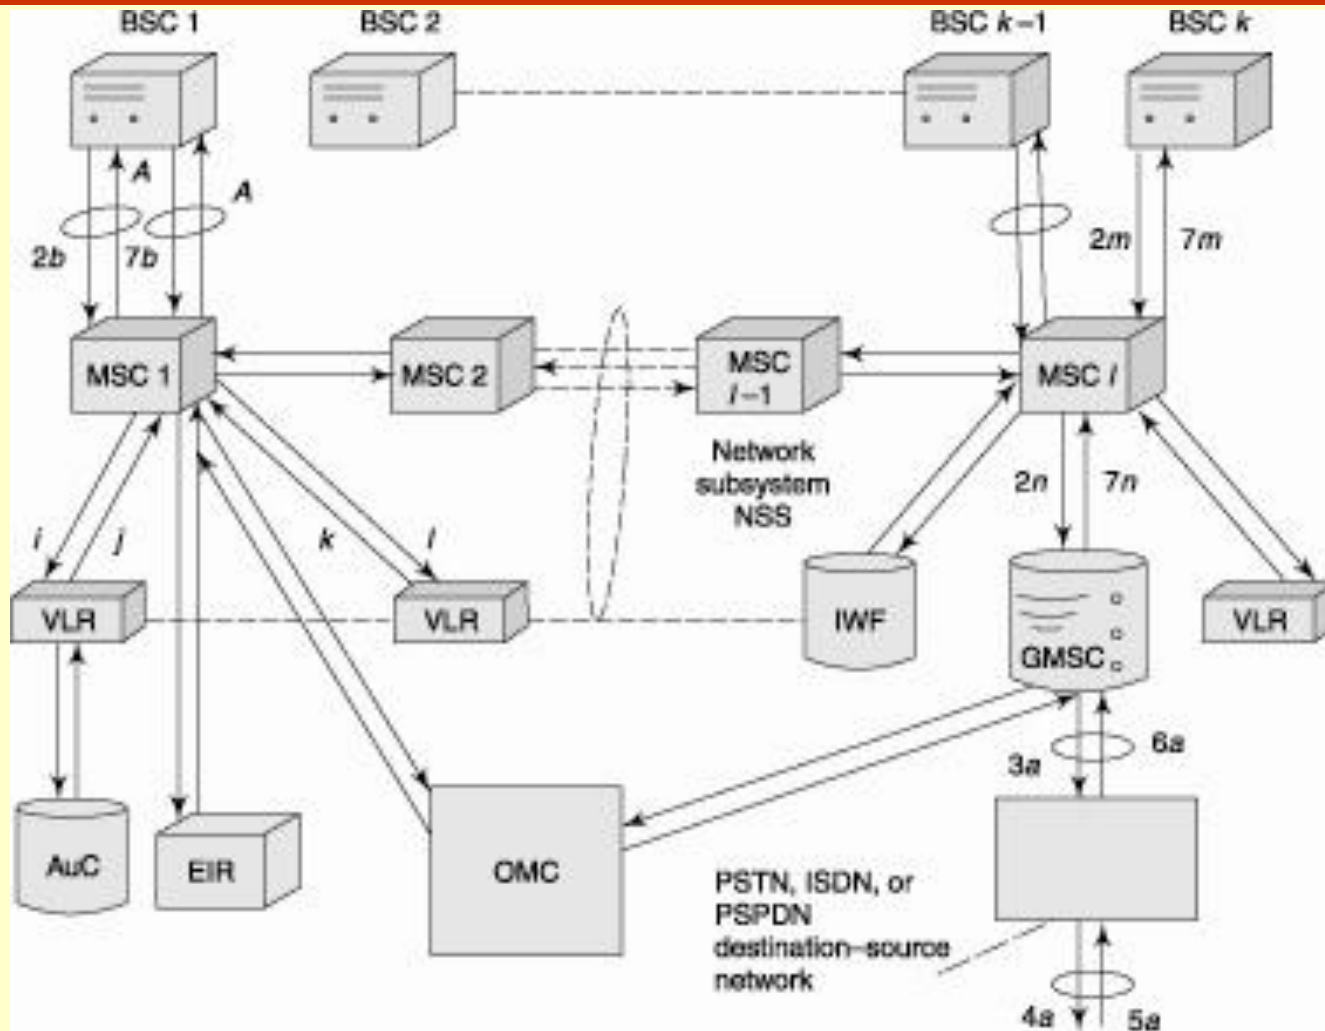 BSC 1
BSC 2
BSC k–1
BSC k
A
A
2b
7b
2m
7m
MSC 1
MSC 2
MSC
l–1
MSC l
Network
subsystem
NSS
2n
7n
i
j
k
l
VLR
VLR
IWF
GMSC
VLR
3a
6a
AuC
EIR
OMC
PSTN, ISDN, or
PSPDN
destination–source
network
4a
5a